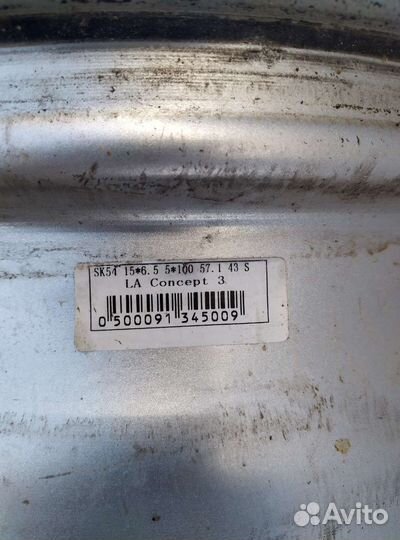 SK54 15*6.5 5*100 57.1 43 S
LA Concept 3
0 500091 345009
Avito